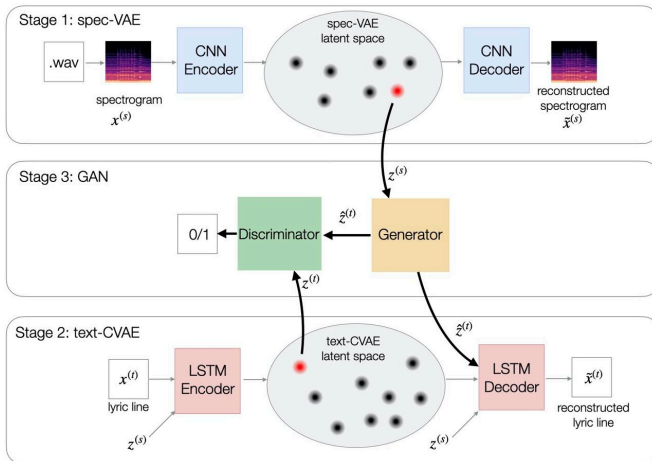 Stage 1: spec-VAE
.wav
spectrogram
x^(s)
CNN
Encoder
spec-VAE
latent space
CNN
Decoder
reconstructed
spectrogram
x̃^(s)
z^(s)
Stage 3: GAN
0/1
Discriminator
ẑ^(t)
Generator
z^(t)
ẑ^(t)
Stage 2: text-CVAE
x^(t)
lyric line
z^(s)
LSTM
Encoder
text-CVAE
latent space
z^(s)
LSTM
Decoder
x̃^(t)
reconstructed
lyric line